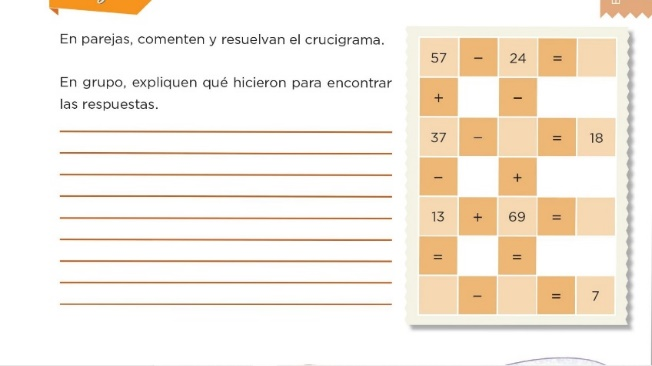 En parejas, comenten y resuelvan el crucigrama.
En grupo, expliquen qué hicieron para encontrar
las respuestas.
57 - 24 =
+ -
37 - = 18
- +
13 + 69 =
= =
- = 7